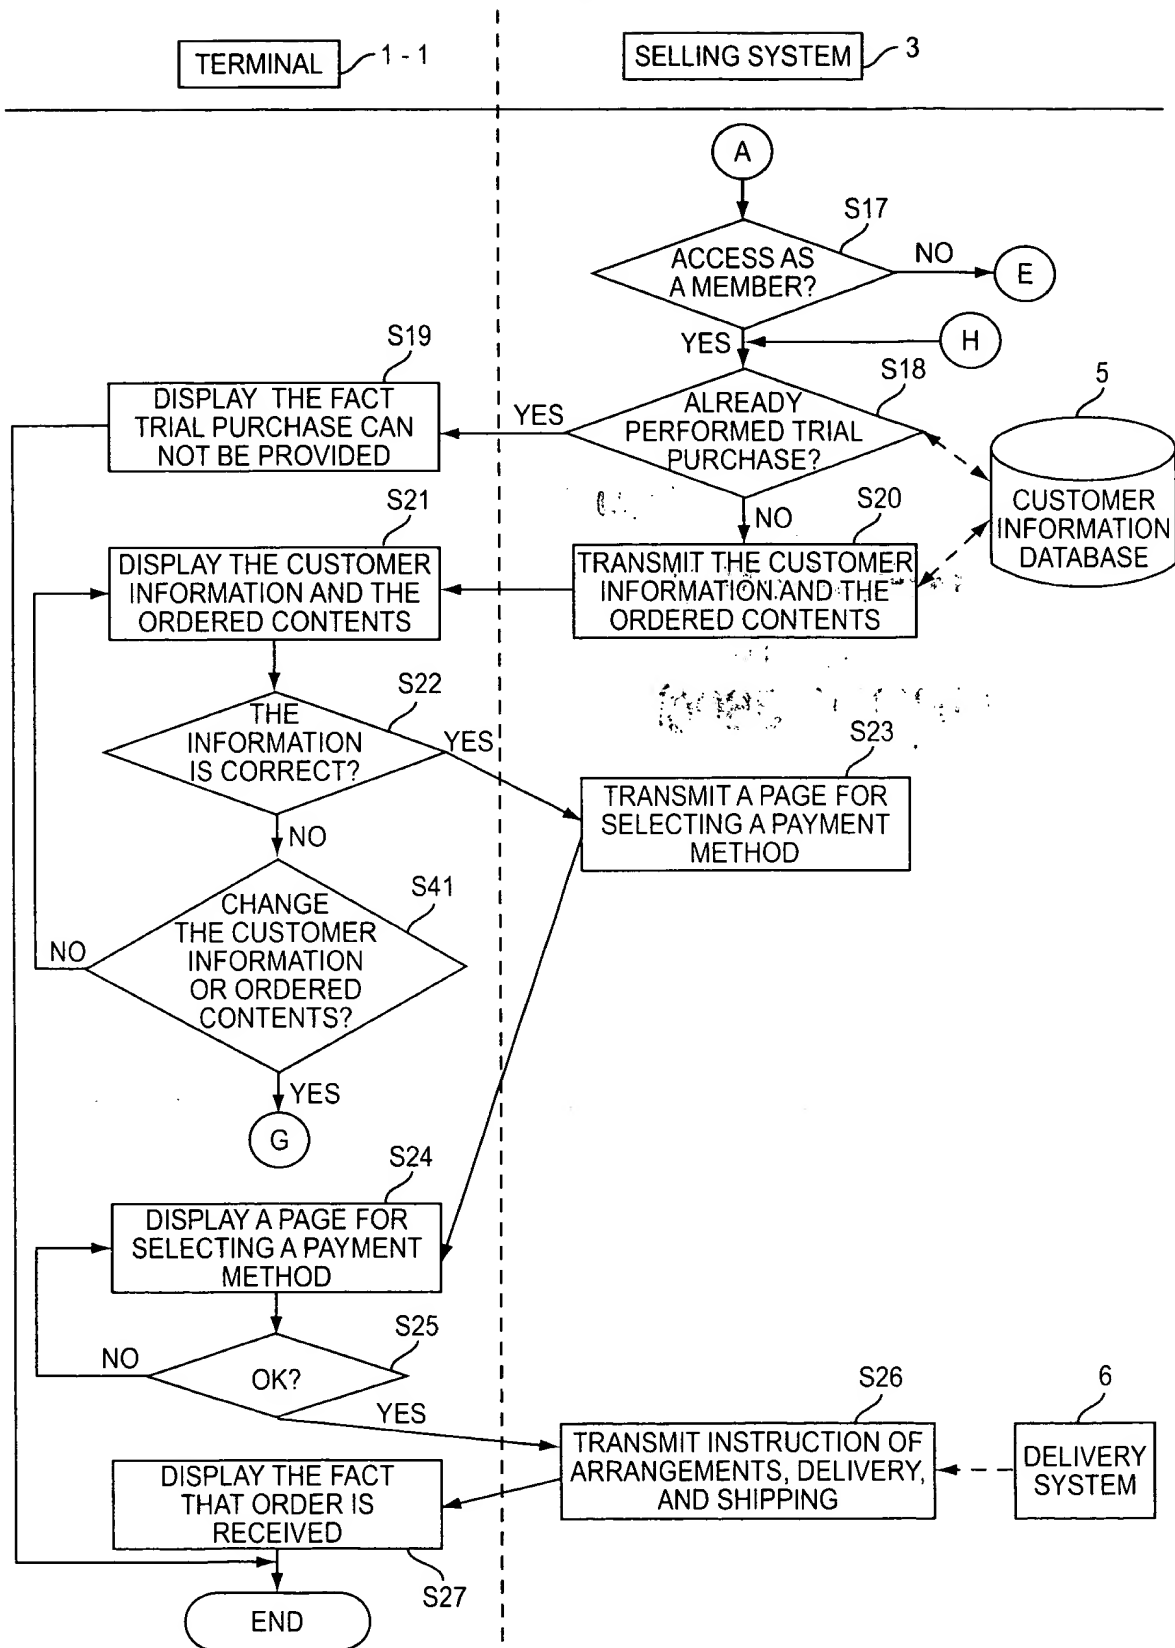 TERMINAL
1 - 1
SELLING SYSTEM
3
A
S17
ACCESS AS
A MEMBER?
NO
E
YES
H
S19
S18
5
DISPLAY THE FACT
TRIAL PURCHASE CAN
NOT BE PROVIDED
YES
ALREADY
PERFORMED TRIAL
PURCHASE?
CUSTOMER
INFORMATION
DATABASE
S21
NO
S20
DISPLAY THE CUSTOMER
INFORMATION AND THE
ORDERED CONTENTS
TRANSMIT THE CUSTOMER
INFORMATION AND THE
ORDERED CONTENTS
S22
THE
INFORMATION
IS CORRECT?
YES
S23
TRANSMIT A PAGE FOR
SELECTING A PAYMENT
METHOD
NO
S41
CHANGE
THE CUSTOMER
INFORMATION
OR ORDERED
CONTENTS?
NO
YES
G
S24
DISPLAY A PAGE FOR
SELECTING A PAYMENT
METHOD
S25
NO
OK?
YES
S26
6
TRANSMIT INSTRUCTION OF
ARRANGEMENTS, DELIVERY,
AND SHIPPING
DELIVERY
SYSTEM
DISPLAY THE FACT
THAT ORDER IS
RECEIVED
S27
END